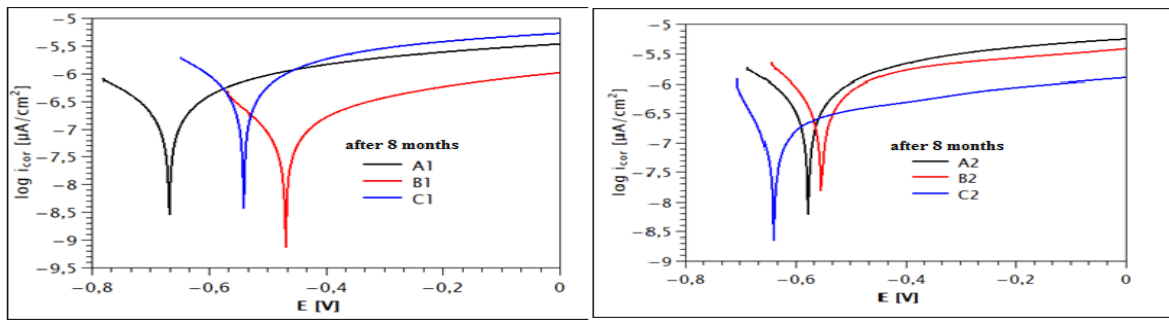 −5
−5,5
−6
−6,5
−7
−7,5
−8
−8,5
−9
−9,5
log i_cor [µA/cm²]
after 8 months
A1
B1
C1
−0,8
−0,6
−0,4
−0,2
0
E [V]
−5
−5,5
−6
−6,5
−7
−7,5
−8
−8,5
−9
log i_cor [µA/cm²]
after 8 months
A2
B2
C2
−0,8
−0,6
−0,4
−0,2
0
E [V]